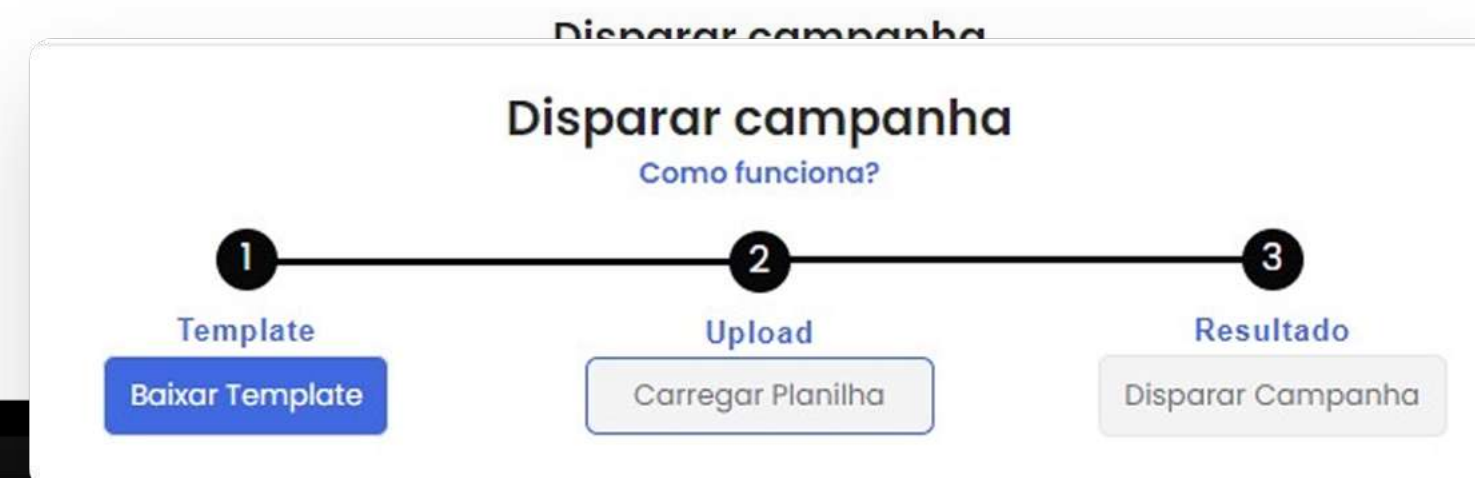 Disparar campanha
Disparar campanha
Como funciona?
1 2 3
Template Upload Resultado
Baixar Template Carregar Planilha Disparar Campanha